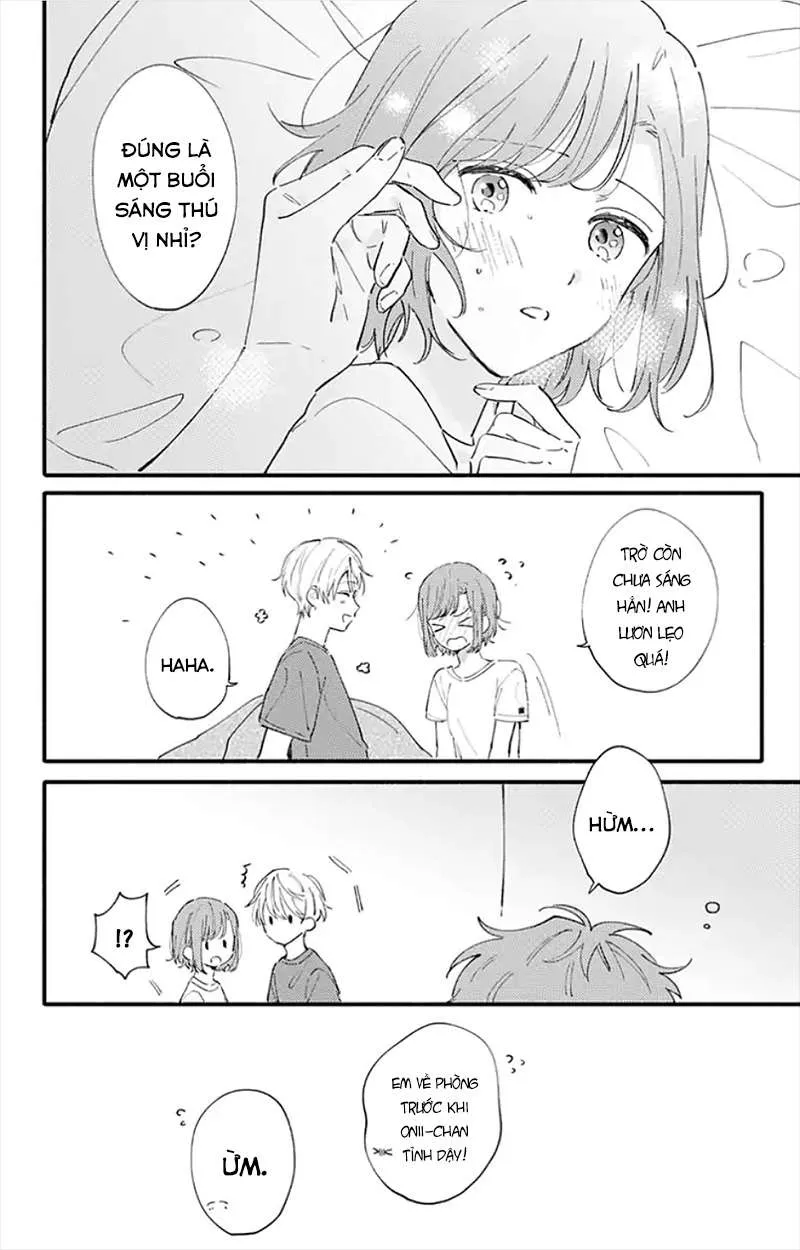 ĐÚNG LÀ
MỘT BUỔI
SÁNG THÚ
VỊ NHỈ?
TRỜ CÒN
CHƯA SÁNG
HẲN! ANH
LƯƠN LẸO
QUÁ!
HAHA.
HỪM...
!?
EM VỀ PHÒNG
TRƯỚC KHI
ONII-CHAN
TỈNH DẬY!
ỪM.